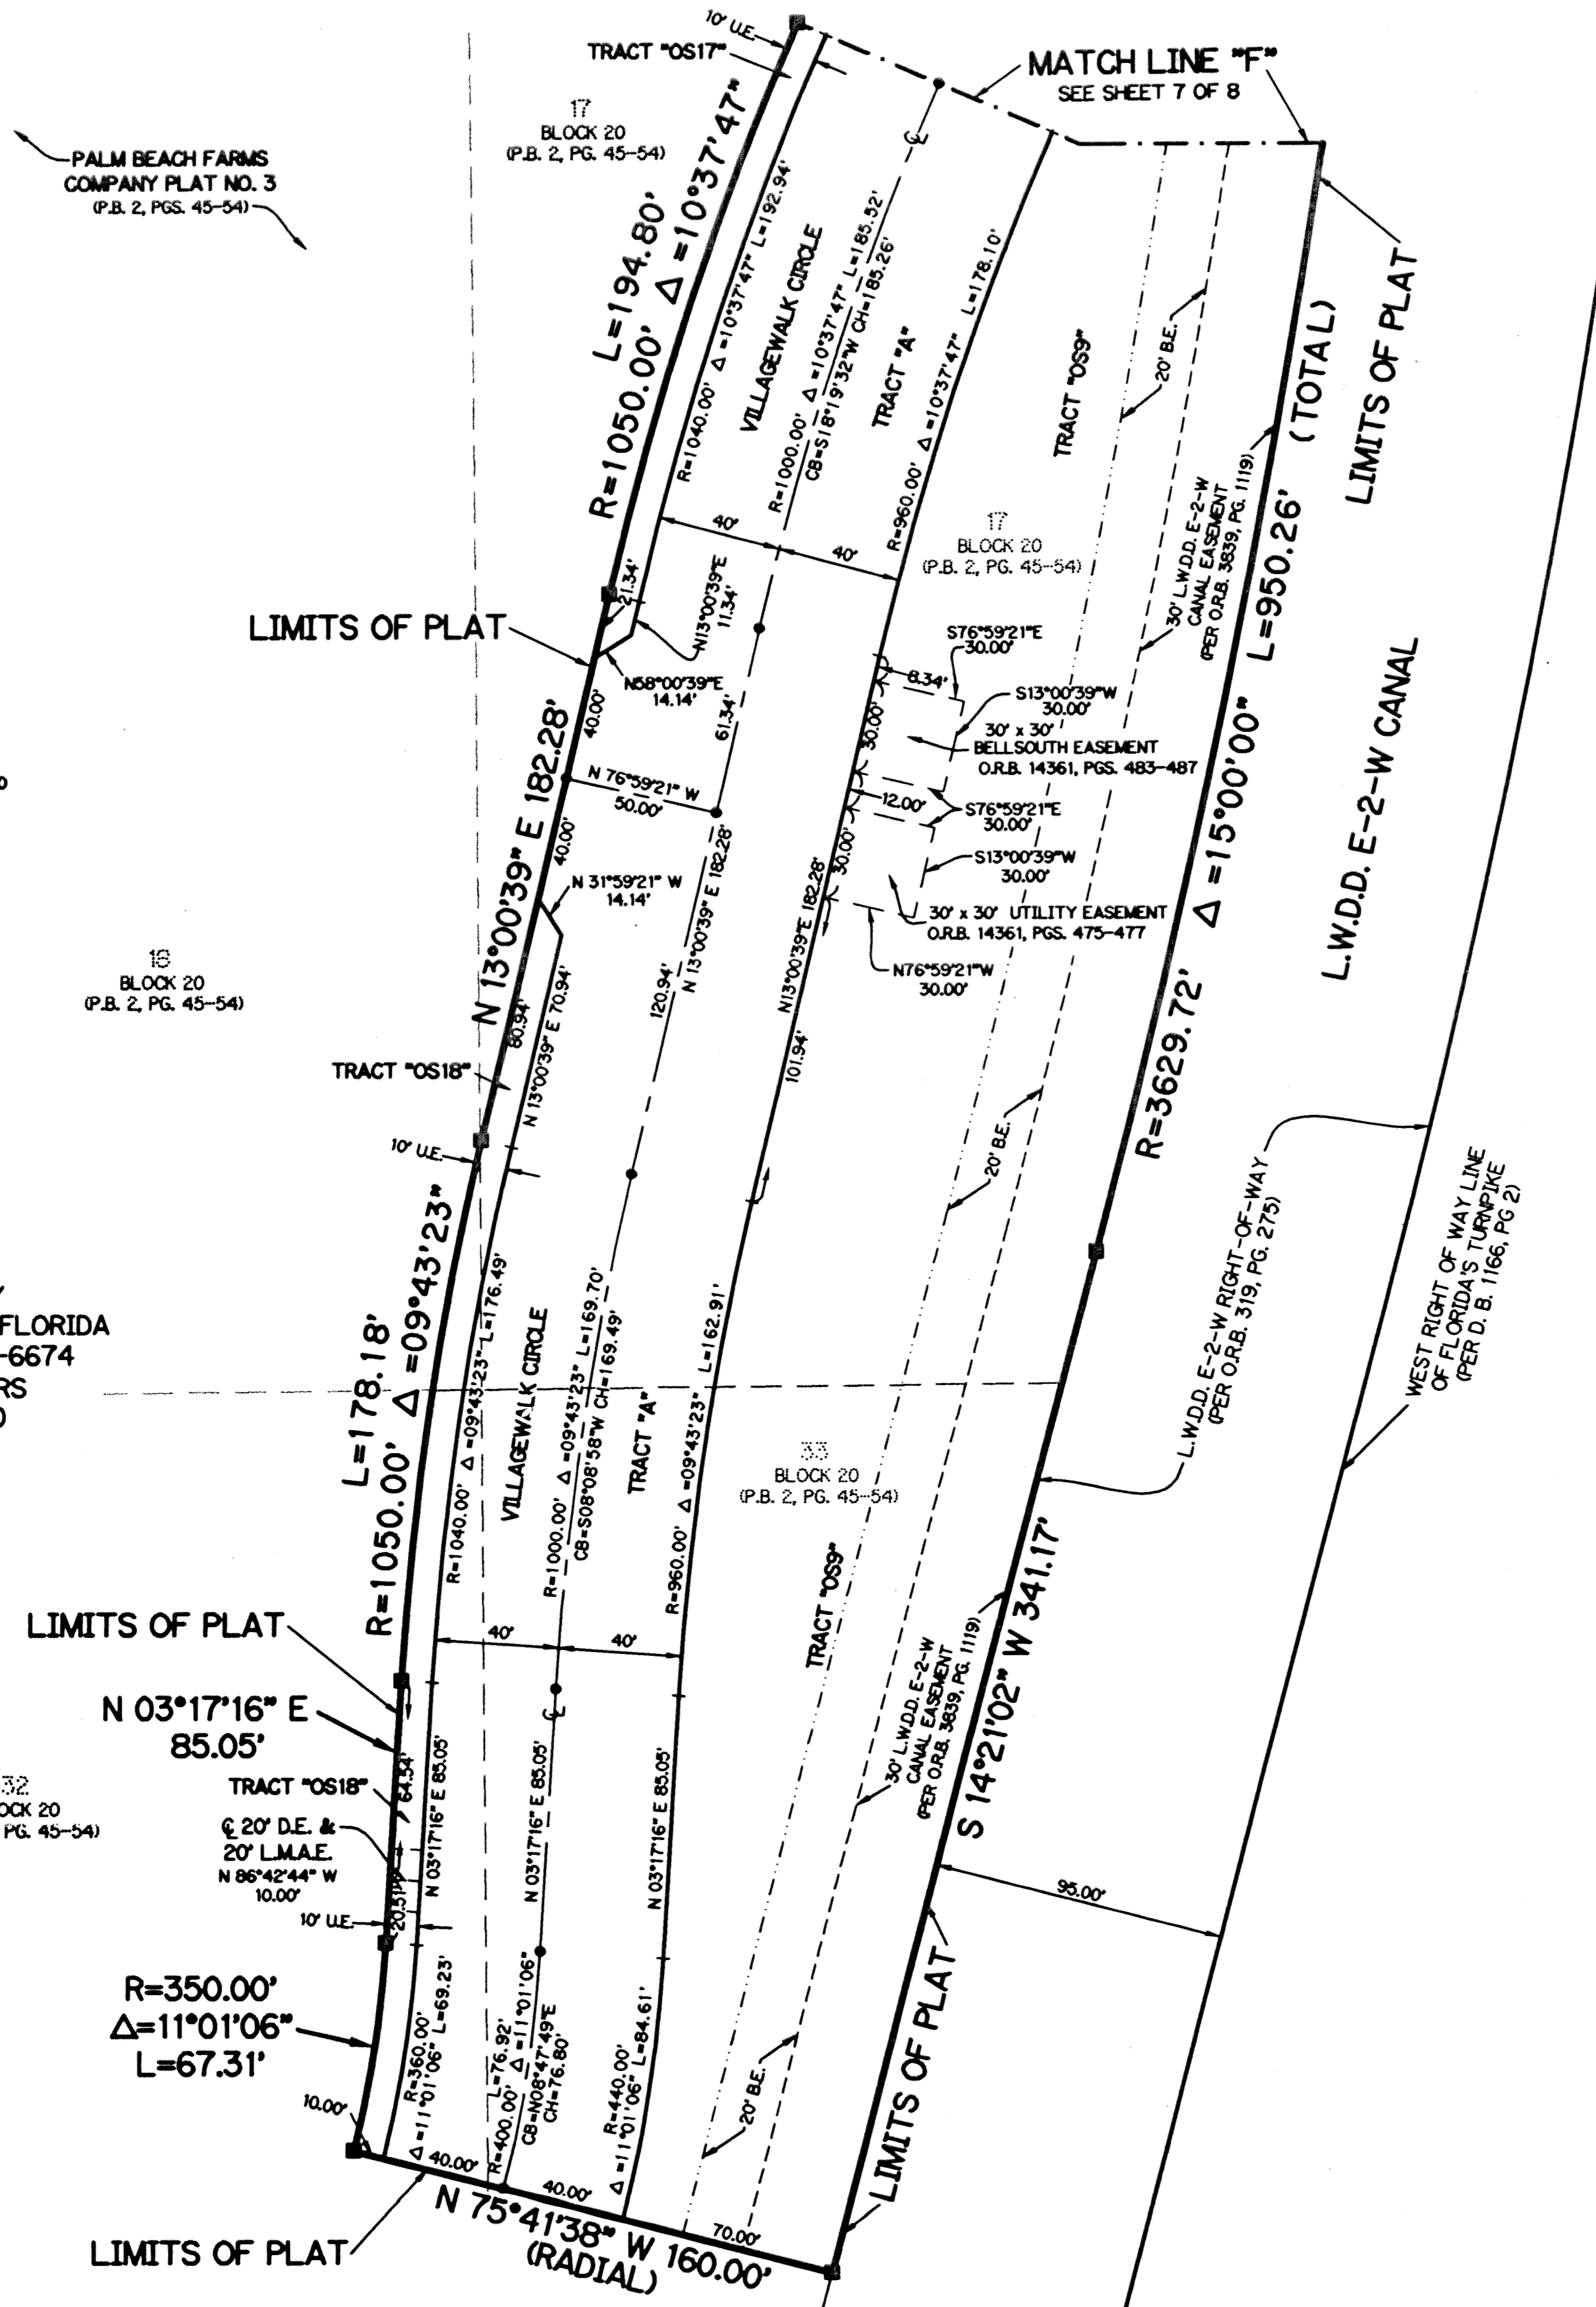 10' U.E.
TRACT "OS17"
MATCH LINE "F"
SEE SHEET 7 OF 8
17
BLOCK 20
(P.B. 2, PG. 45-54)
PALM BEACH FARMS
COMPANY PLAT NO. 3
(P.B. 2, PGS. 45-54)
L=194.80'
R=1050.00' Δ=10°37'47"
R=1040.00' Δ=10°37'47" L=192.94'
VILLAGEWALK CIRCLE
R=1000.00' Δ=10°37'47" L=185.52'
CB=S18°19'32"W CH=185.26'
TRACT "A"
R=960.00' Δ=10°37'47" L=178.10'
TRACT "OS9"
20' B.E.
30' L.W.D.D. E-2-W
CANAL EASEMENT
(PER O.R.B. 3839, PG. 1119)
R=3629.72' Δ=15°00'00" L=950.26' (TOTAL)
LIMITS OF PLAT
L.W.D.D. E-2-W CANAL
40'
40'
17
BLOCK 20
(P.B. 2, PG. 45-54)
LIMITS OF PLAT
21.34'
N13°00'39"E
11.34'
N58°00'39"E
14.14'
40.00'
61.34'
N 76°59'21" W
50.00'
40.00'
N 31°59'21" W
14.14'
N 13°00'39" E 182.28'
S76°59'21"E
30.00'
8.34'
S13°00'39"W
30.00'
30' x 30'
BELLSOUTH EASEMENT
O.R.B. 14361, PGS. 483-487
30.00'
12.00'
S76°59'21"E
30.00'
30.00'
S13°00'39"W
30.00'
30' x 30' UTILITY EASEMENT
O.R.B. 14361, PGS. 475-477
N76°59'21"W
30.00'
120.94'
N 13°00'39" E 182.28'
N13°00'39"E 182.28'
101.94'
18
BLOCK 20
(P.B. 2, PG. 45-54)
80.94'
N 13°00'39" E 70.94'
TRACT "OS18"
10' U.E.
20' B.E.
L.W.D.D. E-2-W RIGHT-OF-WAY
(PER O.R.B. 319, PG. 275)
WEST RIGHT OF WAY LINE
OF FLORIDA'S TURNPIKE
(PER D. B. 1166, PG 2)
FLORIDA
-6674
RS
L=178.18'
R=1050.00' Δ=09°43'23"
R=1040.00' Δ=09°43'23" L=176.49'
VILLAGEWALK CIRCLE
R=1000.00' Δ=09°43'23" L=169.70'
CB=S08°08'58"W CH=169.49'
TRACT "A"
R=960.00' Δ=09°43'23" L=162.91'
33
BLOCK 20
(P.B. 2, PG. 45-54)
TRACT "OS9"
30' L.W.D.D. E-2-W
CANAL EASEMENT
(PER O.R.B. 3839, PG. 1119)
S 14°21'02" W 341.17'
LIMITS OF PLAT
40'
40'
N 03°17'16" E
85.05'
64.54'
TRACT "OS18"
32
OCK 20
PG. 45-54)
℄ 20' D.E. &
20' L.M.A.E.
N 86°42'44" W
10.00'
20.51'
10' U.E.
N 03°17'16" E 85.05'
N 03°17'16" E 85.05'
N 03°17'16" E 85.05'
95.00'
R=350.00'
Δ=11°01'06"
L=67.31'
R=360.00'
Δ=11°01'06" L=69.23'
L=76.92'
R=400.00' Δ=11°01'06"
CB=N08°47'49"E
CH=76.80'
R=440.00'
Δ=11°01'06" L=84.61'
20' B.E.
LIMITS OF PLAT
10.00'
40.00'
40.00'
70.00'
N 75°41'38" W 160.00'
(RADIAL)
LIMITS OF PLAT